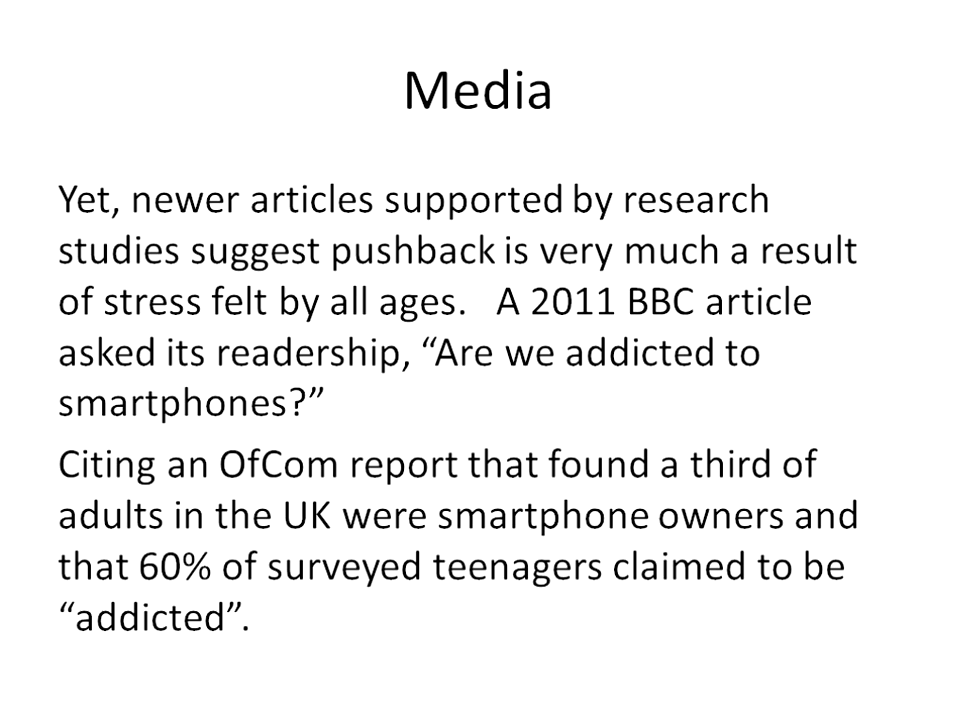 Media
Yet, newer articles supported by research
studies suggest pushback is very much a result
of stress felt by all ages.   A 2011 BBC article
asked its readership, “Are we addicted to
smartphones?”
Citing an OfCom report that found a third of
adults in the UK were smartphone owners and
that 60% of surveyed teenagers claimed to be
“addicted”.